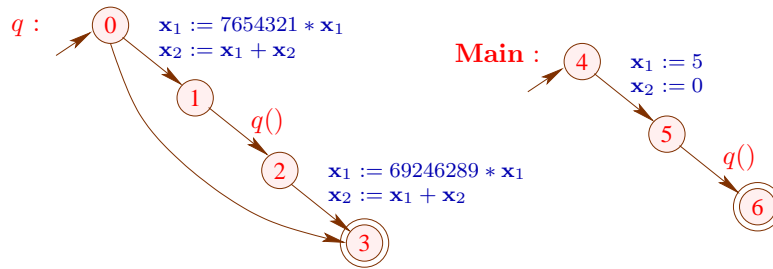 q :
0
x₁ := 7654321 ∗ x₁
x₂ := x₁ + x₂
1
q()
2
x₁ := 69246289 ∗ x₁
x₂ := x₁ + x₂
3
Main :
4
x₁ := 5
x₂ := 0
5
q()
6